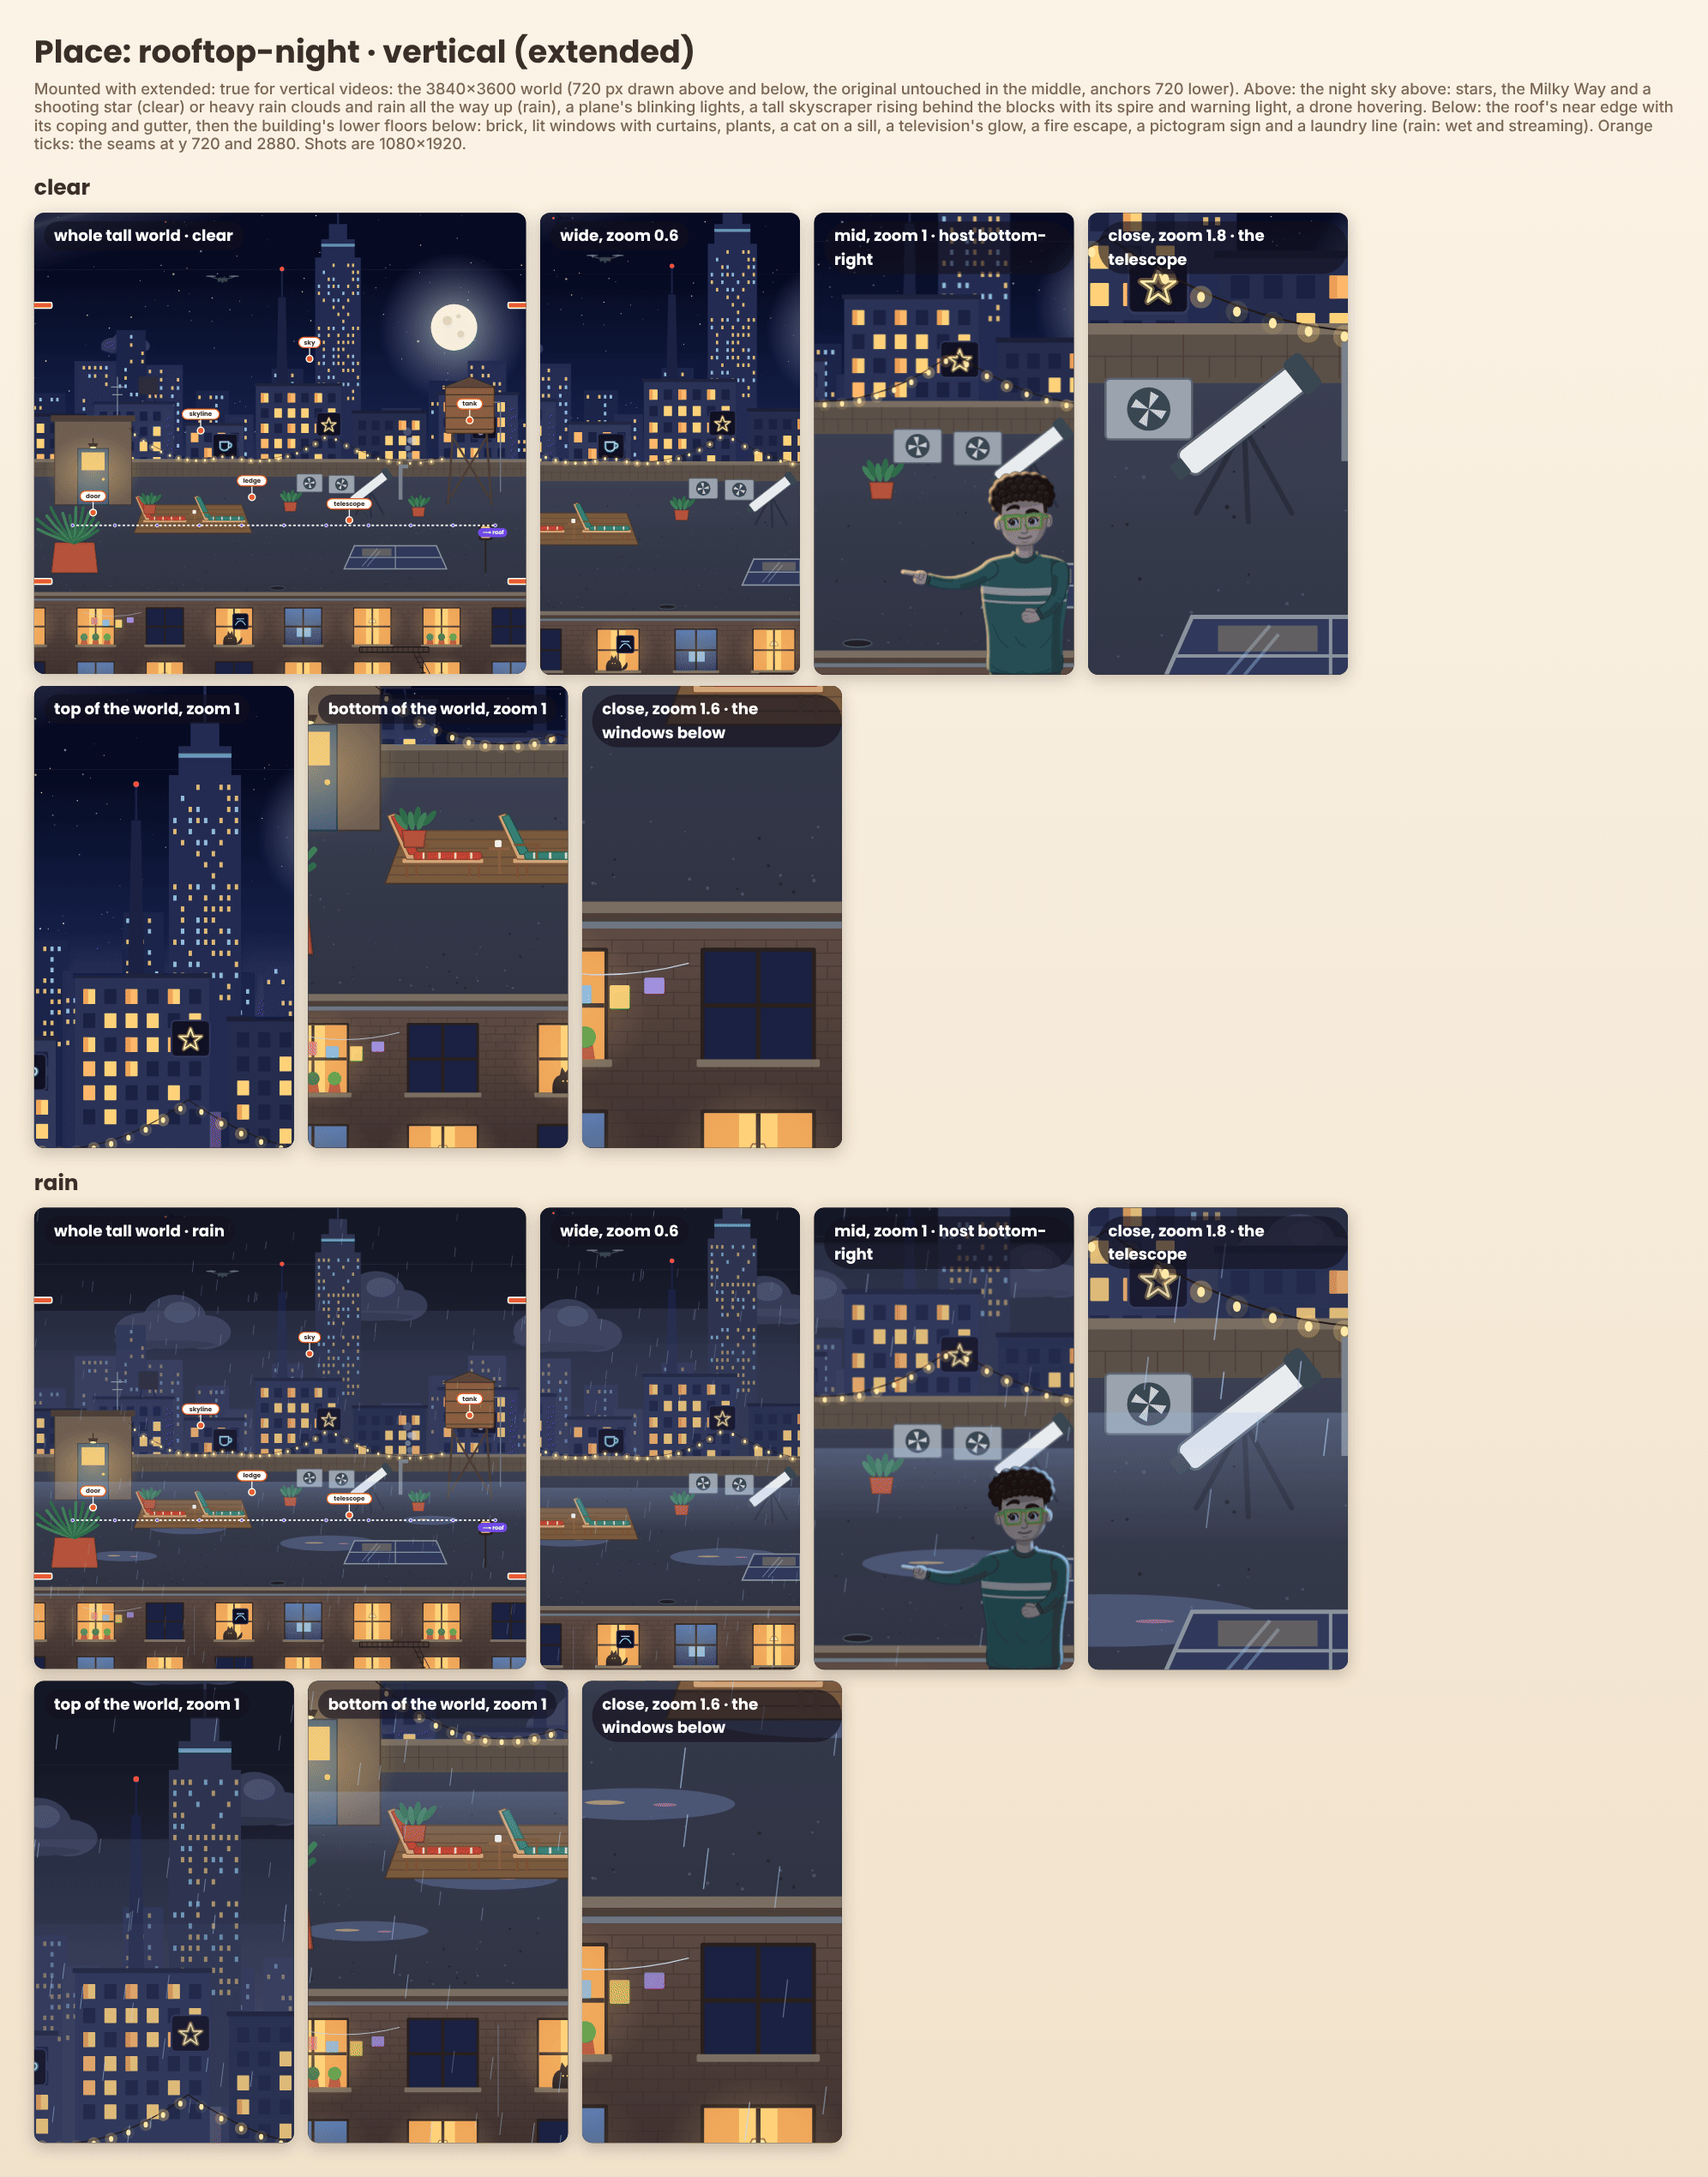 Place: rooftop-night · vertical (extended)
Mounted with extended: true for vertical videos: the 3840×3600 world (720 px drawn above and below, the original untouched in the middle, anchors 720 lower). Above: the night sky above: stars, the Milky Way and a
shooting star (clear) or heavy rain clouds and rain all the way up (rain), a plane's blinking lights, a tall skyscraper rising behind the blocks with its spire and warning light, a drone hovering. Below: the roof's near edge with
its coping and gutter, then the building's lower floors below: brick, lit windows with curtains, plants, a cat on a sill, a television's glow, a fire escape, a pictogram sign and a laundry line (rain: wet and streaming). Orange
ticks: the seams at y 720 and 2880. Shots are 1080×1920.
clear
whole tall world · clear
sky
tank
skyline
ledge
door
telescope
roof
wide, zoom 0.6
mid, zoom 1 · host bottom-
right
close, zoom 1.8 · the
telescope
top of the world, zoom 1
bottom of the world, zoom 1
close, zoom 1.6 · the
windows below
rain
whole tall world · rain
sky
tank
skyline
ledge
door
telescope
roof
wide, zoom 0.6
mid, zoom 1 · host bottom-
right
close, zoom 1.8 · the
telescope
top of the world, zoom 1
bottom of the world, zoom 1
close, zoom 1.6 · the
windows below